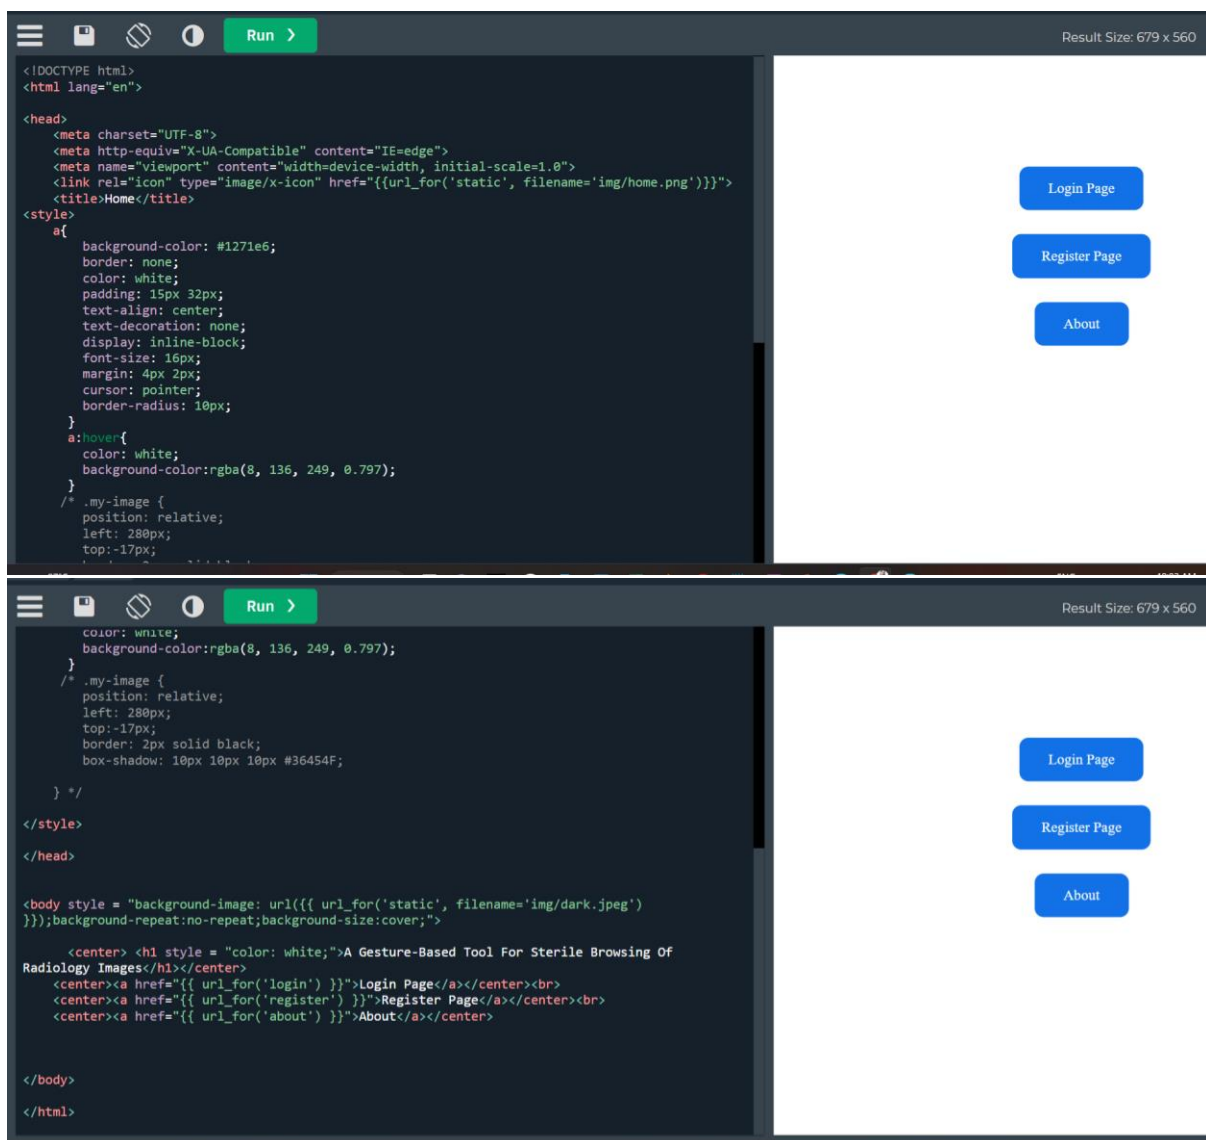 Run ❯
Result Size: 679 x 560
<!DOCTYPE html>
<html lang="en">
<head>
<meta charset="UTF-8">
<meta http-equiv="X-UA-Compatible" content="IE=edge">
<meta name="viewport" content="width=device-width, initial-scale=1.0">
<link rel="icon" type="image/x-icon" href="{{url_for('static', filename='img/home.png')}}">
<title>Home</title>
<style>
a{
background-color: #1271e6;
border: none;
color: white;
padding: 15px 32px;
text-align: center;
text-decoration: none;
display: inline-block;
font-size: 16px;
margin: 4px 2px;
cursor: pointer;
border-radius: 10px;
}
a:hover{
color: white;
background-color:rgba(8, 136, 249, 0.797);
}
/* .my-image {
position: relative;
left: 280px;
top:-17px;
Login Page
Register Page
About
Run ❯
Result Size: 679 x 560
color: white;
background-color:rgba(8, 136, 249, 0.797);
}
/* .my-image {
position: relative;
left: 280px;
top:-17px;
border: 2px solid black;
box-shadow: 10px 10px 10px #36454F;
} */
</style>
</head>
<body style = "background-image: url({{ url_for('static', filename='img/dark.jpeg')
}});background-repeat:no-repeat;background-size:cover;">
<center> <h1 style = "color: white;">A Gesture-Based Tool For Sterile Browsing Of
Radiology Images</h1></center>
<center><a href="{{ url_for('login') }}">Login Page</a></center><br>
<center><a href="{{ url_for('register') }}">Register Page</a></center><br>
<center><a href="{{ url_for('about') }}">About</a></center>
</body>
</html>
Login Page
Register Page
About